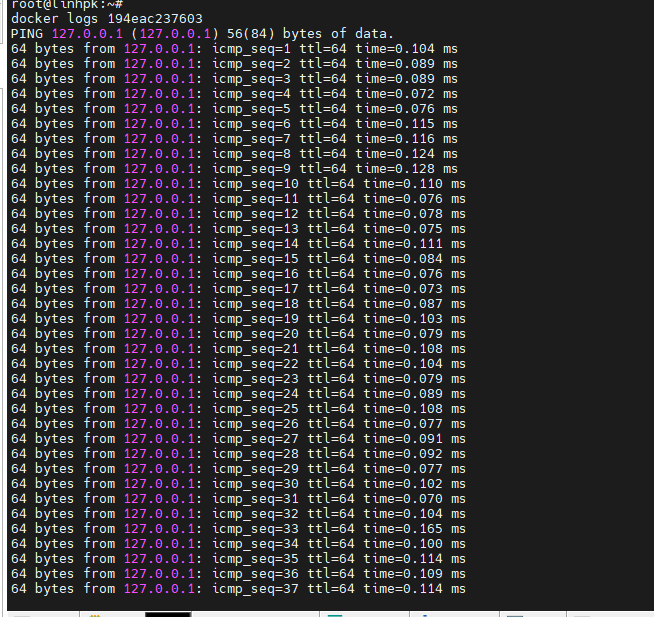 root@linhpk:~#
docker logs 194eac237603
PING 127.0.0.1 (127.0.0.1) 56(84) bytes of data.
64 bytes from 127.0.0.1: icmp_seq=1 ttl=64 time=0.104 ms
64 bytes from 127.0.0.1: icmp_seq=2 ttl=64 time=0.089 ms
64 bytes from 127.0.0.1: icmp_seq=3 ttl=64 time=0.089 ms
64 bytes from 127.0.0.1: icmp_seq=4 ttl=64 time=0.072 ms
64 bytes from 127.0.0.1: icmp_seq=5 ttl=64 time=0.076 ms
64 bytes from 127.0.0.1: icmp_seq=6 ttl=64 time=0.115 ms
64 bytes from 127.0.0.1: icmp_seq=7 ttl=64 time=0.116 ms
64 bytes from 127.0.0.1: icmp_seq=8 ttl=64 time=0.124 ms
64 bytes from 127.0.0.1: icmp_seq=9 ttl=64 time=0.128 ms
64 bytes from 127.0.0.1: icmp_seq=10 ttl=64 time=0.110 ms
64 bytes from 127.0.0.1: icmp_seq=11 ttl=64 time=0.076 ms
64 bytes from 127.0.0.1: icmp_seq=12 ttl=64 time=0.078 ms
64 bytes from 127.0.0.1: icmp_seq=13 ttl=64 time=0.075 ms
64 bytes from 127.0.0.1: icmp_seq=14 ttl=64 time=0.111 ms
64 bytes from 127.0.0.1: icmp_seq=15 ttl=64 time=0.084 ms
64 bytes from 127.0.0.1: icmp_seq=16 ttl=64 time=0.076 ms
64 bytes from 127.0.0.1: icmp_seq=17 ttl=64 time=0.073 ms
64 bytes from 127.0.0.1: icmp_seq=18 ttl=64 time=0.087 ms
64 bytes from 127.0.0.1: icmp_seq=19 ttl=64 time=0.103 ms
64 bytes from 127.0.0.1: icmp_seq=20 ttl=64 time=0.079 ms
64 bytes from 127.0.0.1: icmp_seq=21 ttl=64 time=0.108 ms
64 bytes from 127.0.0.1: icmp_seq=22 ttl=64 time=0.104 ms
64 bytes from 127.0.0.1: icmp_seq=23 ttl=64 time=0.079 ms
64 bytes from 127.0.0.1: icmp_seq=24 ttl=64 time=0.089 ms
64 bytes from 127.0.0.1: icmp_seq=25 ttl=64 time=0.108 ms
64 bytes from 127.0.0.1: icmp_seq=26 ttl=64 time=0.077 ms
64 bytes from 127.0.0.1: icmp_seq=27 ttl=64 time=0.091 ms
64 bytes from 127.0.0.1: icmp_seq=28 ttl=64 time=0.092 ms
64 bytes from 127.0.0.1: icmp_seq=29 ttl=64 time=0.077 ms
64 bytes from 127.0.0.1: icmp_seq=30 ttl=64 time=0.102 ms
64 bytes from 127.0.0.1: icmp_seq=31 ttl=64 time=0.070 ms
64 bytes from 127.0.0.1: icmp_seq=32 ttl=64 time=0.104 ms
64 bytes from 127.0.0.1: icmp_seq=33 ttl=64 time=0.165 ms
64 bytes from 127.0.0.1: icmp_seq=34 ttl=64 time=0.100 ms
64 bytes from 127.0.0.1: icmp_seq=35 ttl=64 time=0.114 ms
64 bytes from 127.0.0.1: icmp_seq=36 ttl=64 time=0.109 ms
64 bytes from 127.0.0.1: icmp_seq=37 ttl=64 time=0.114 ms